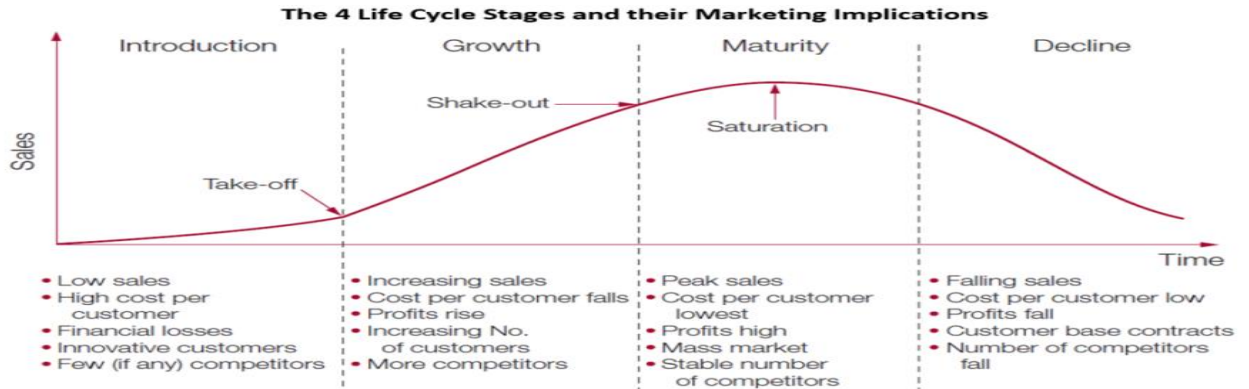 The 4 Life Cycle Stages and their Marketing Implications
Introduction
Growth
Maturity
Decline
Shake-out
Saturation
Sales
Take-off
Time
• Low sales
• High cost per
customer
• Financial losses
• Innovative customers
• Few (if any) competitors
• Increasing sales
• Cost per customer falls
• Profits rise
• Increasing No.
of customers
• More competitors
• Peak sales
• Cost per customer
lowest
• Profits high
• Mass market
• Stable number
of competitors
• Falling sales
• Cost per customer low
• Profits fall
• Customer base contracts
• Number of competitors
fall